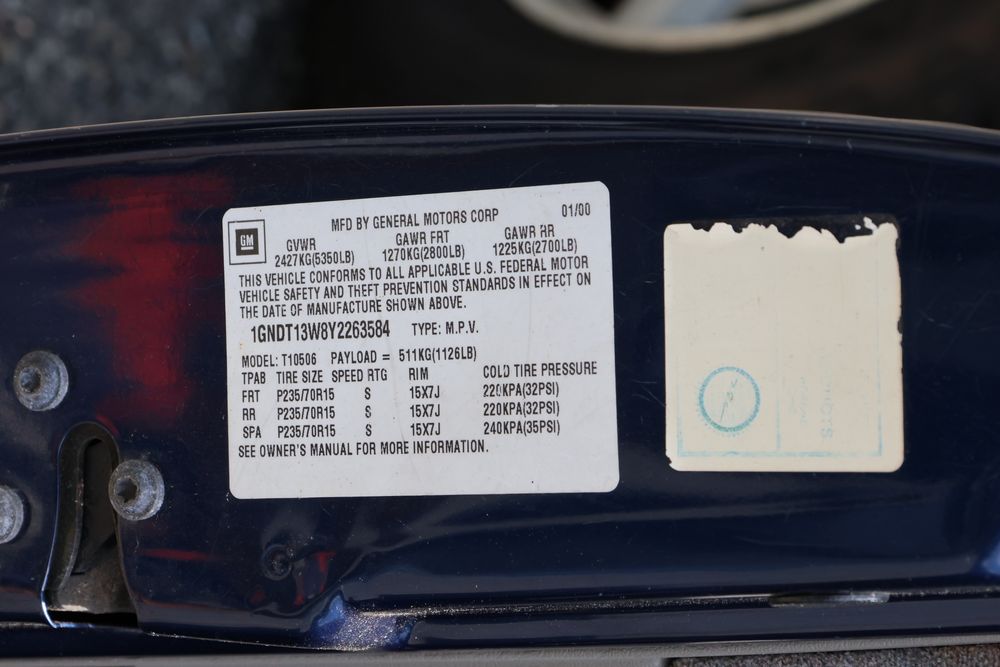 GM
MFD BY GENERAL MOTORS CORP 01/00
GVWR GAWR FRT GAWR RR
2427KG(5350LB) 1270KG(2800LB) 1225KG(2700LB)
THIS VEHICLE CONFORMS TO ALL APPLICABLE U.S. FEDERAL MOTOR
VEHICLE SAFETY AND THEFT PREVENTION STANDARDS IN EFFECT ON
THE DATE OF MANUFACTURE SHOWN ABOVE.
1GNDT13W8Y2263584 TYPE: M.P.V.
MODEL: T10506 PAYLOAD = 511KG(1126LB)
TPAB TIRE SIZE SPEED RTG RIM COLD TIRE PRESSURE
FRT P235/70R15 S 15X7J 220KPA(32PSI)
RR P235/70R15 S 15X7J 220KPA(32PSI)
SPA P235/70R15 S 15X7J 240KPA(35PSI)
SEE OWNER'S MANUAL FOR MORE INFORMATION.